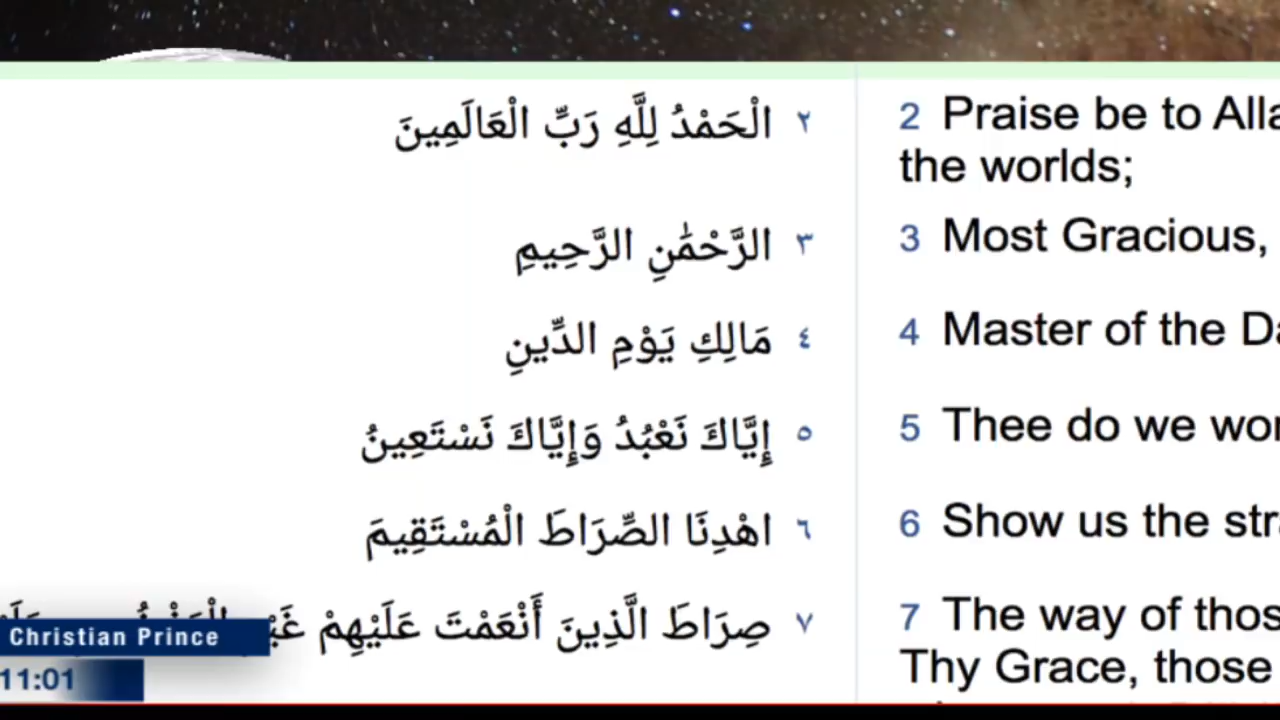 ٢ الْحَمْدُ لِلَّهِ رَبِّ الْعَالَمِينَ
2 Praise be to Alla
the worlds;
٣ الرَّحْمَٰنِ الرَّحِيمِ
3 Most Gracious,
٤ مَالِكِ يَوْمِ الدِّينِ
4 Master of the Da
٥ إِيَّاكَ نَعْبُدُ وَإِيَّاكَ نَسْتَعِينُ
5 Thee do we wor
٦ اهْدِنَا الصِّرَاطَ الْمُسْتَقِيمَ
6 Show us the stra
٧ صِرَاطَ الَّذِينَ أَنْعَمْتَ عَلَيْهِمْ
7 The way of thos
Thy Grace, those
Christian Prince
11:01